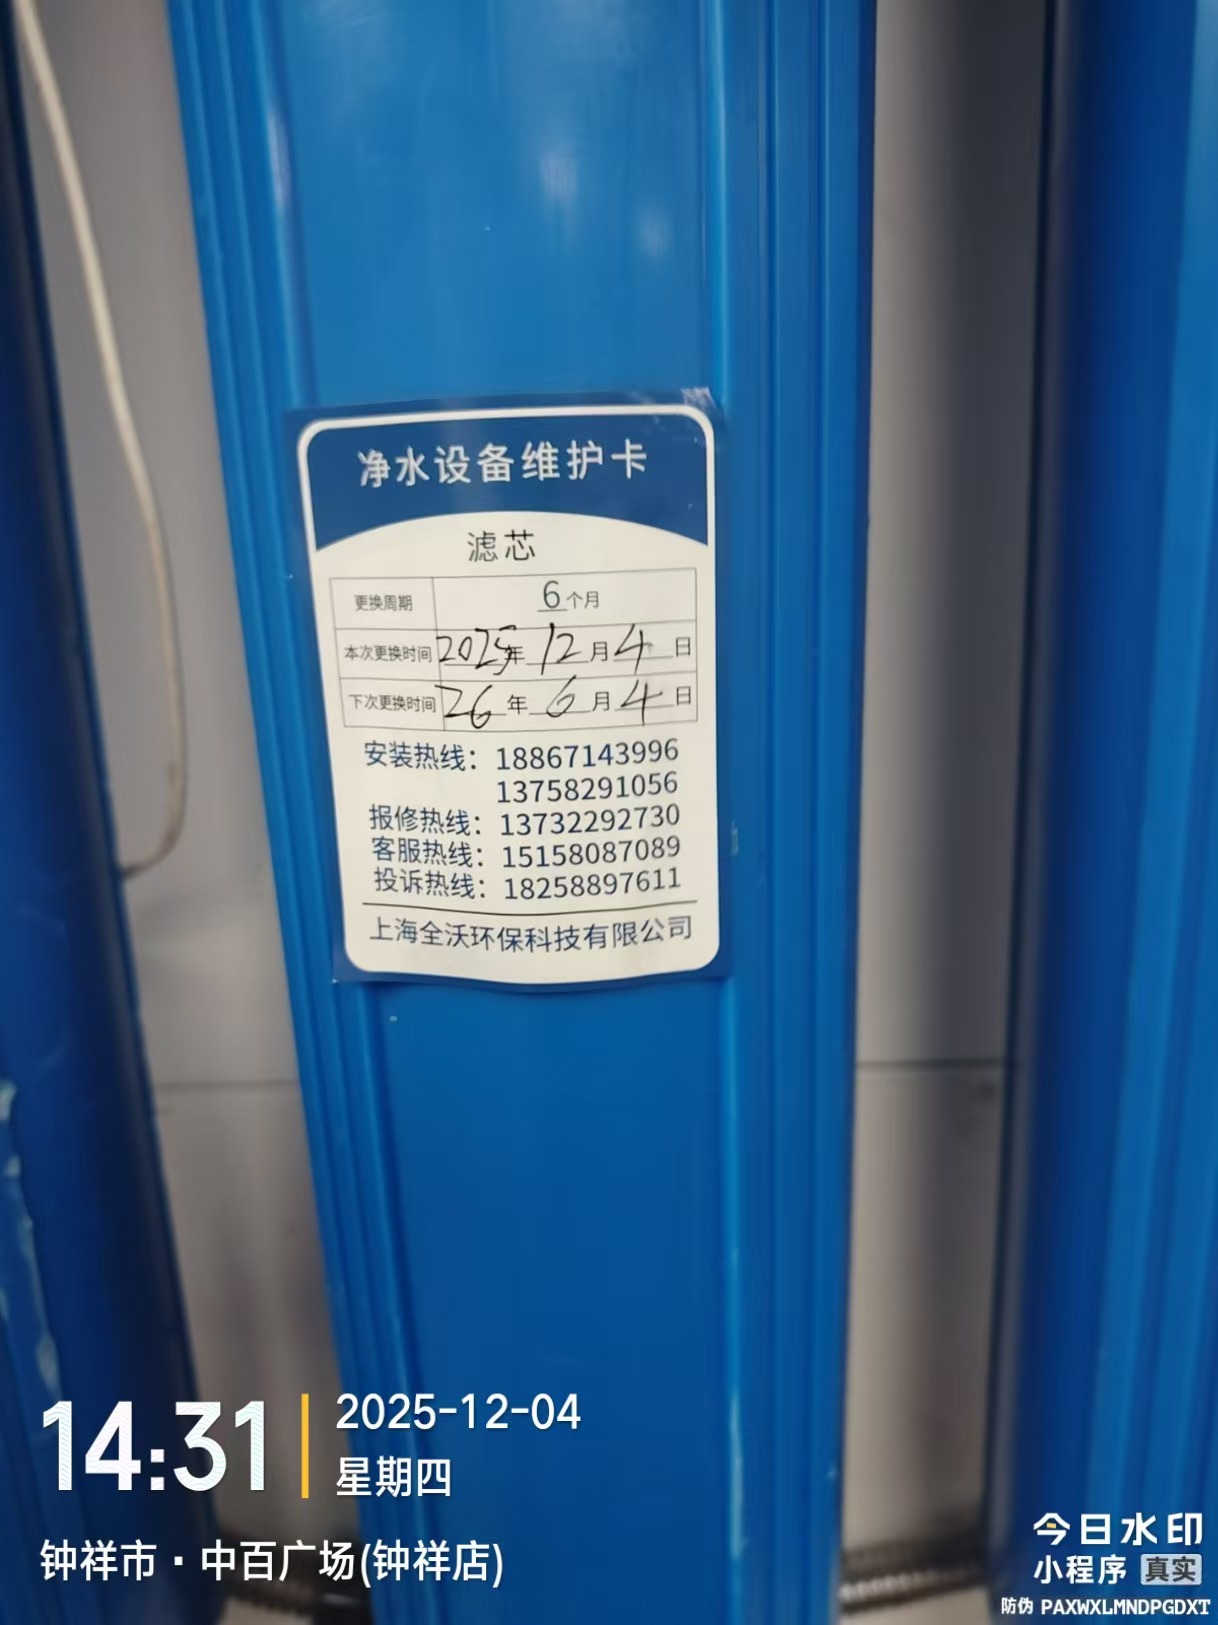 净水设备维护卡
滤芯
更换周期 6个月
本次更换时间 2025年12月4日
下次更换时间 26年6月4日
安装热线：18867143996
13758291056
报修热线：13732292730
客服热线：15158087089
投诉热线：18258897611
上海全沃环保科技有限公司
14:31
2025-12-04
星期四
钟祥市·中百广场(钟祥店)
今日水印
小程序 真实
防伪 PAXWXLMNDPGDXT